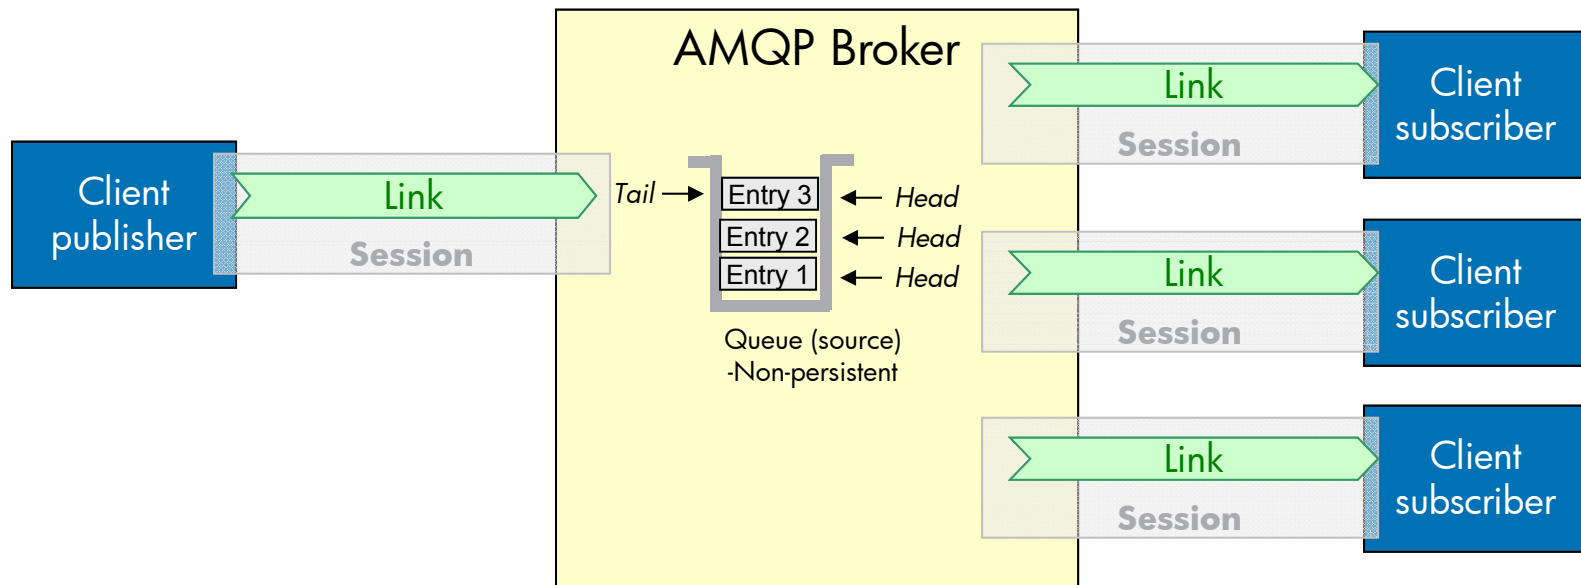 AMQP Broker
Client
publisher
Link
Session
Tail
Entry 3
Entry 2
Entry 1
Head
Head
Head
Queue (source)
-Non-persistent
Link
Session
Client
subscriber
Link
Session
Client
subscriber
Link
Session
Client
subscriber